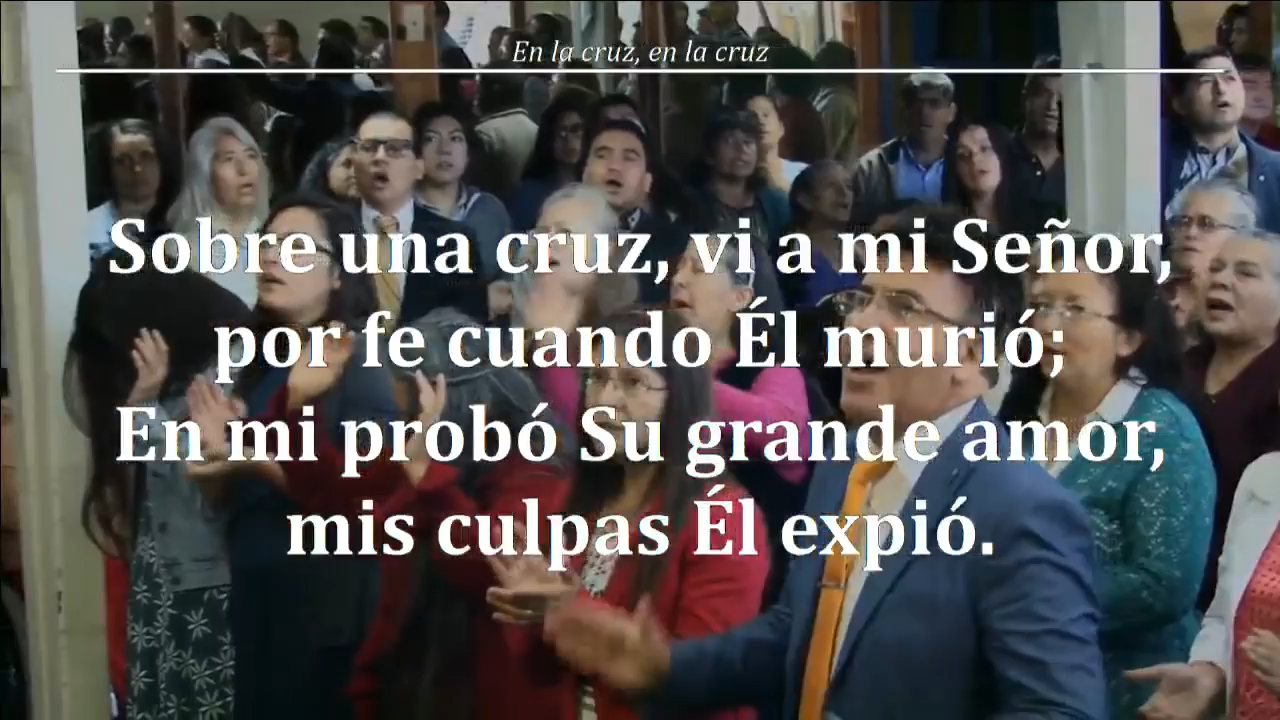 En la cruz, en la cruz
Sobre una cruz, vi a mi Señor,
por fe cuando Él murió;
En mi probó Su grande amor,
mis culpas Él expió.